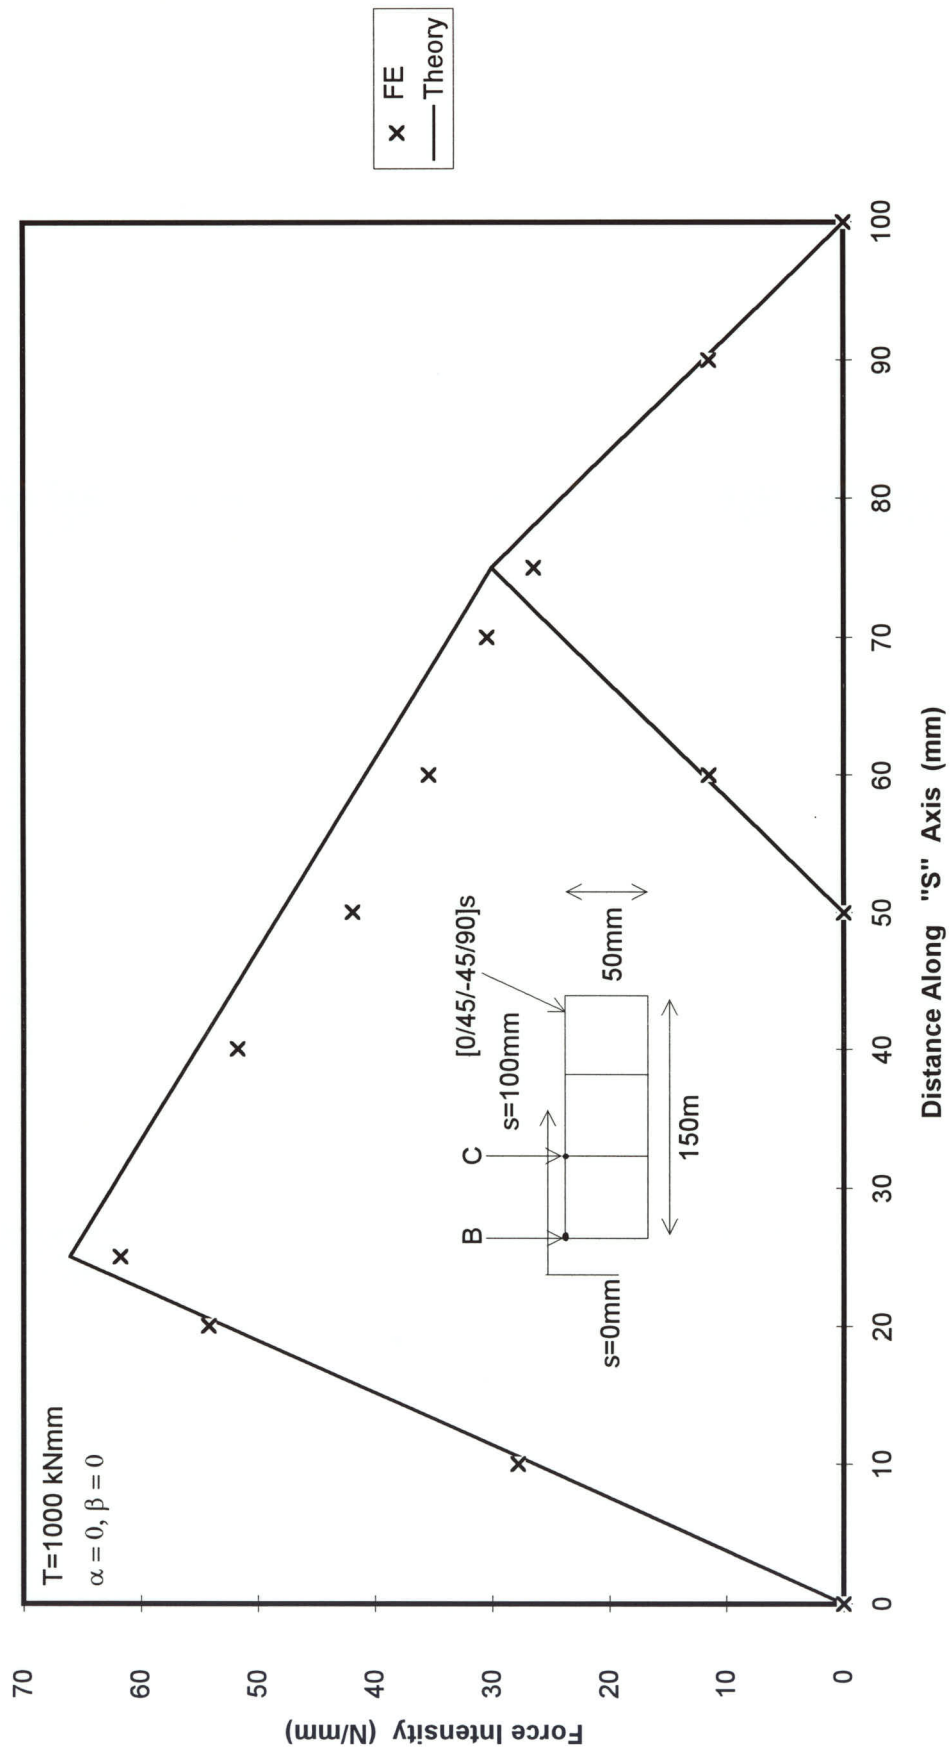 T=1000 kNmm
α = 0, β = 0
× FE
Theory
Force Intensity (N/mm)
70
60
50
40
30
20
10
0
B
C
s=100mm
[0/45/-45/90]s
s=0mm
50mm
150m
0 10 20 30 40 50 60 70 80 90 100
Distance Along "S" Axis (mm)